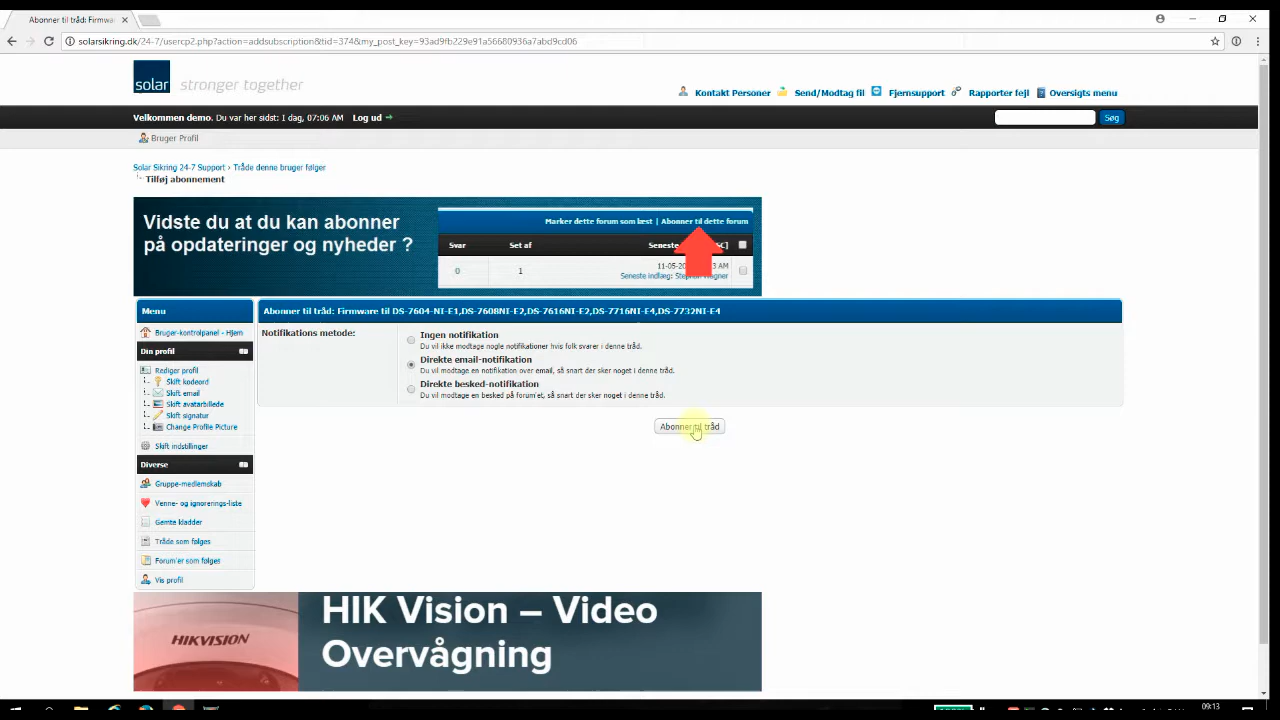 Abonner til tråd: Firmwa
solarsikring.dk/24-7/usercp2.php?action=addsubscription&tid=374&my_post_key=93ad9fb229e91a56680936a7abd9cd06
solar stronger together
Kontakt Personer Send/Modtag fil Fjernsupport Rapporter fejl Oversigts menu
Velkommen demo. Du var her sidst: I dag, 07:06 AM Log ud
Søg
Bruger Profil
Solar Sikring 24-7 Support › Tråde denne bruger følger
Tilføj abonnement
Vidste du at du kan abonner
på opdateringer og nyheder ?
Marker dette forum som læst | Abonner til dette forum
Svar Set af Seneste SC]
0 1 11-05-20 3 AM
Seneste indlæg:
Menu
Bruger-kontrolpanel - Hjem
Din profil
Rediger profil
Skift kodeord
Skift email
Skift avatarbillede
Skift signatur
Change Profile Picture
Skift indstillinger
Diverse
Gruppe-medlemskab
Venne- og ignorerings-liste
Gemte kladder
Tråde som følges
Forum'er som følges
Vis profil
Abonner til tråd: Firmware til DS-7604-NI-E1,DS-7608NI-E2,DS-7616NI-E2,DS-7716NI-E4,DS-7732NI-E4
Notifikations metode:
Ingen notifikation
Du vil ikke modtage nogle notifikationer hvis folk svarer i denne tråd.
Direkte email-notifikation
Du vil modtage en notifikation over email, så snart der sker noget i denne tråd.
Direkte besked-notifikation
Du vil modtage en besked på forum'et, så snart der sker noget i denne tråd.
Abonner til tråd
HIKVISION
HIK Vision – Video
Overvågning
09:13